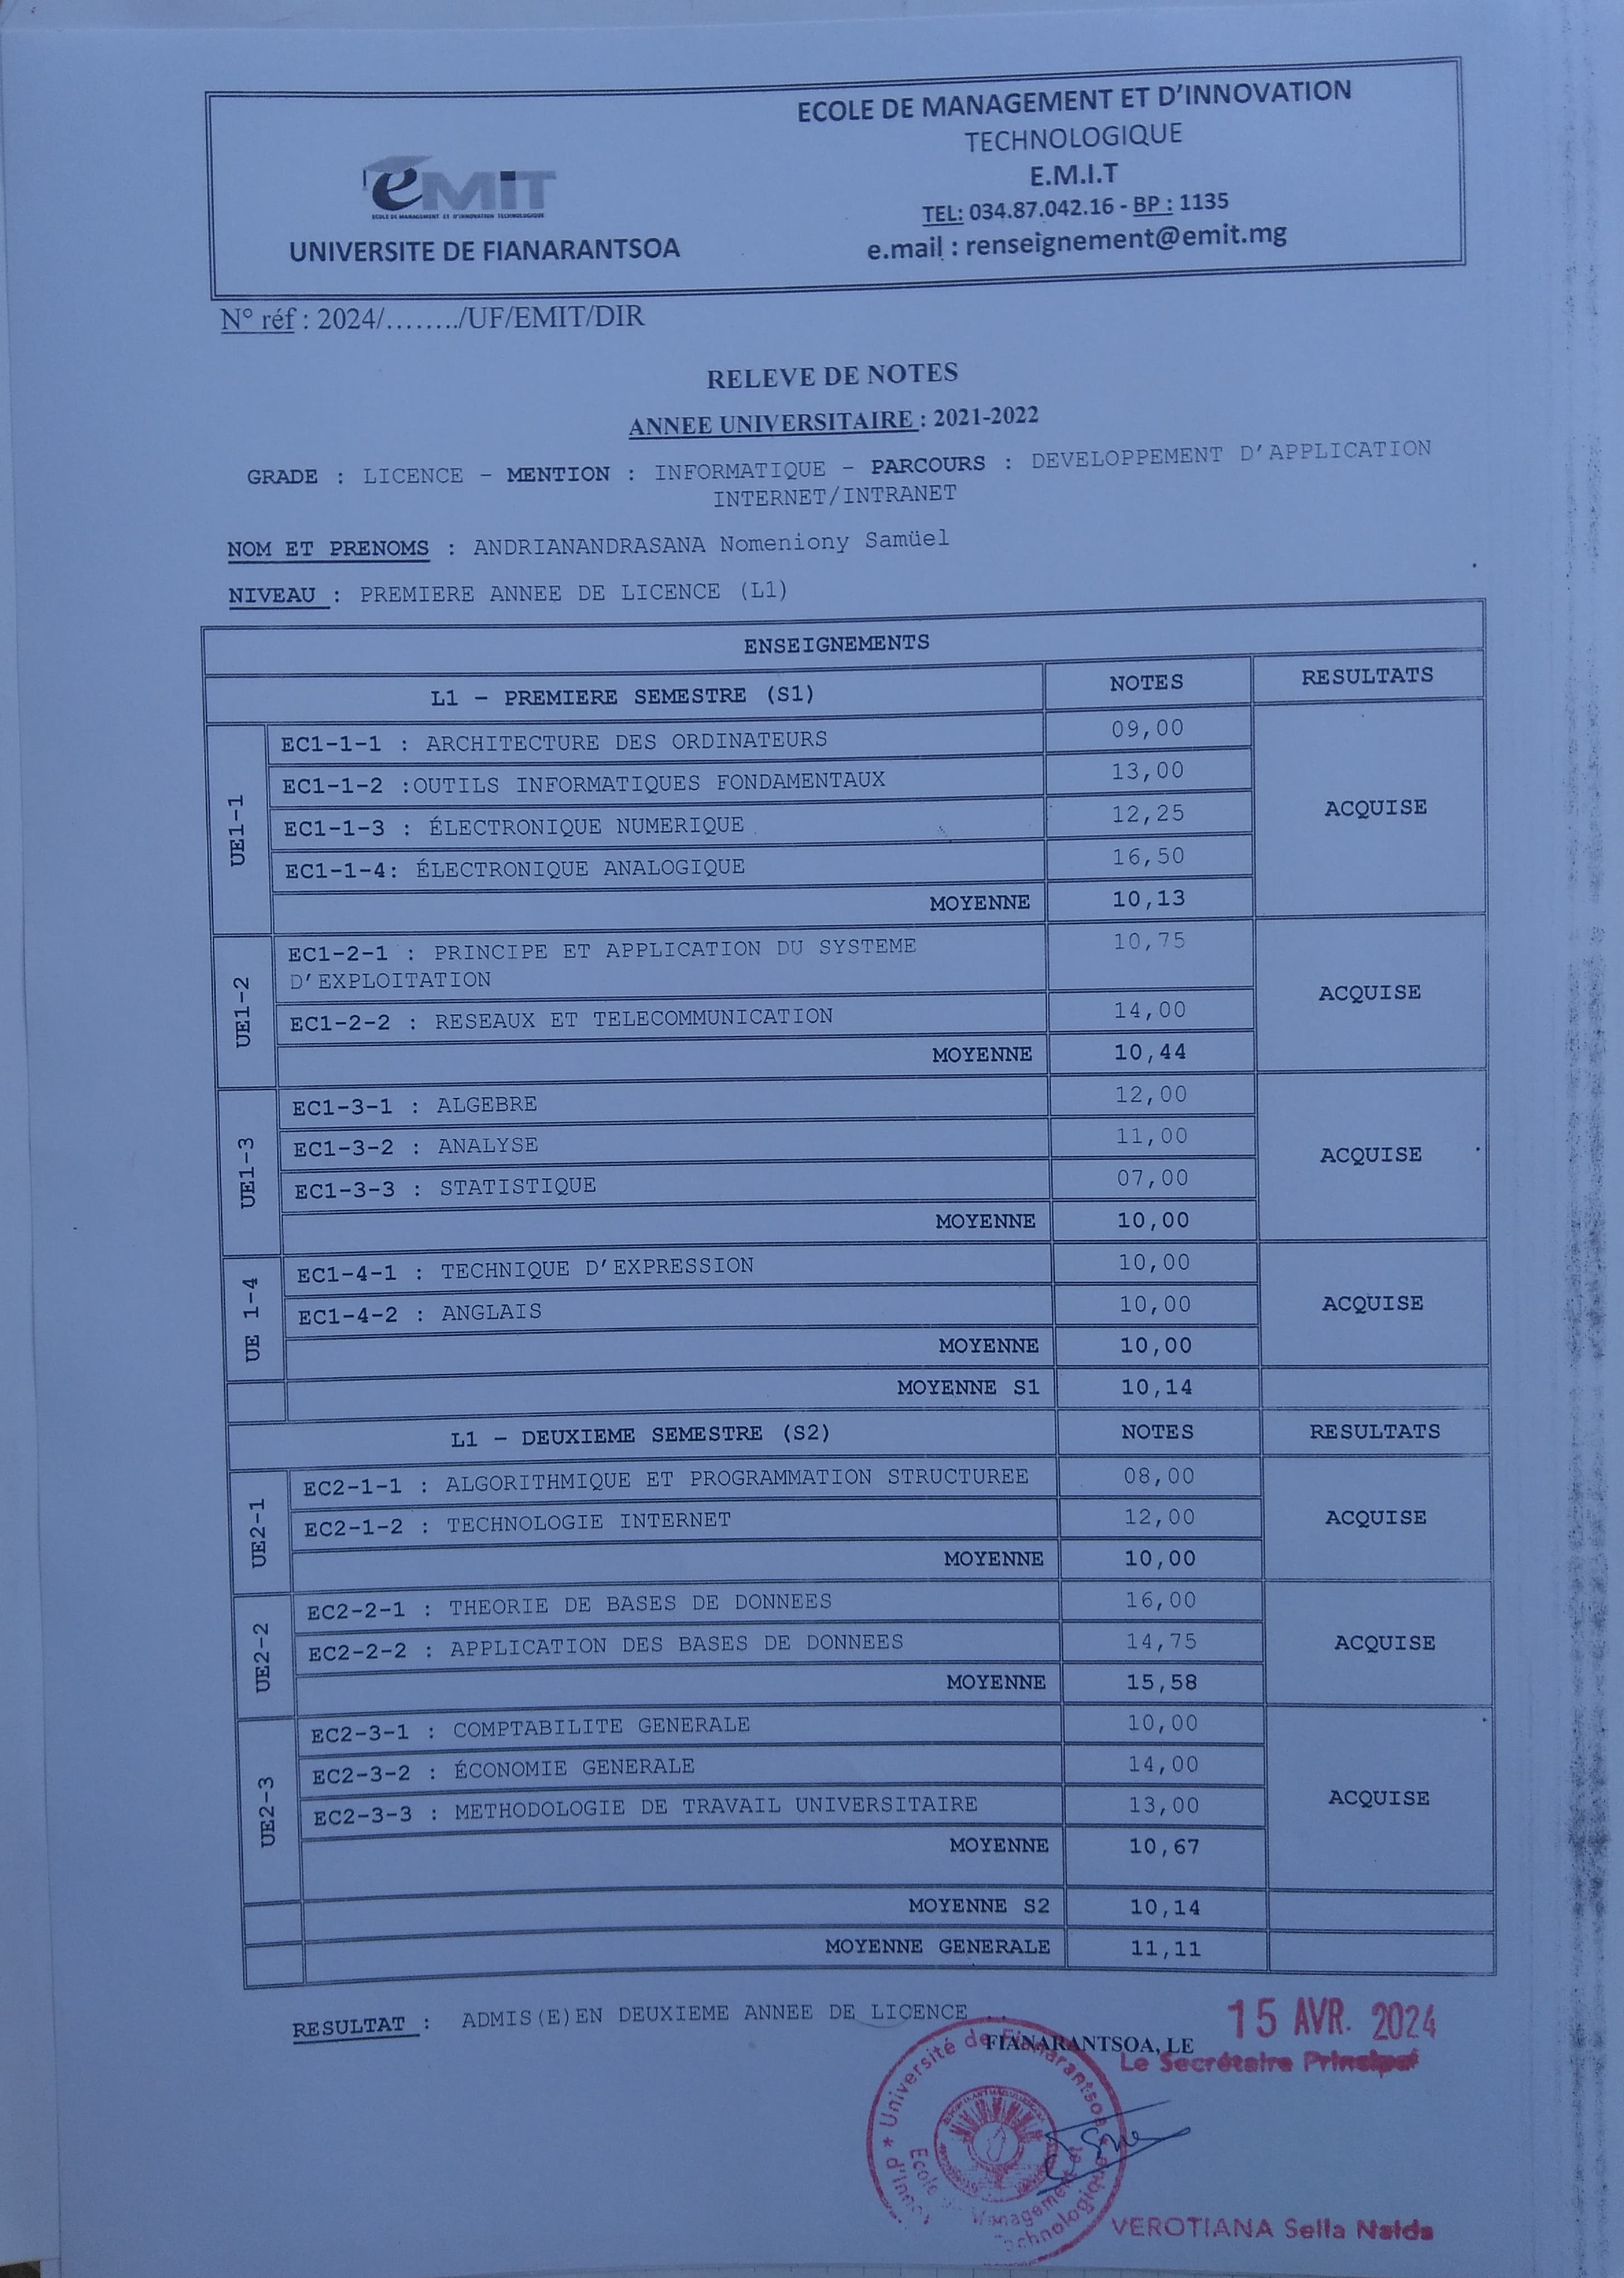 eMIT
ECOLE DE MANAGEMENT ET D'INNOVATION TECHNOLOGIQUE
UNIVERSITE DE FIANARANTSOA
ECOLE DE MANAGEMENT ET D'INNOVATION
TECHNOLOGIQUE
E.M.I.T
TEL: 034.87.042.16 - BP : 1135
e.mail : renseignement@emit.mg
N° réf : 2024/......../UF/EMIT/DIR
RELEVE DE NOTES
ANNEE UNIVERSITAIRE : 2021-2022
GRADE : LICENCE - MENTION : INFORMATIQUE - PARCOURS : DEVELOPPEMENT D'APPLICATION
INTERNET/INTRANET
NOM ET PRENOMS : ANDRIANANDRASANA Nomeniony Samüel
NIVEAU : PREMIERE ANNEE DE LICENCE (L1)
ENSEIGNEMENTS
L1 - PREMIERE SEMESTRE (S1) NOTES RESULTATS
UE1-1
EC1-1-1 : ARCHITECTURE DES ORDINATEURS 09,00
EC1-1-2 :OUTILS INFORMATIQUES FONDAMENTAUX 13,00
EC1-1-3 : ÉLECTRONIQUE NUMERIQUE 12,25
EC1-1-4: ÉLECTRONIQUE ANALOGIQUE 16,50
MOYENNE 10,13
ACQUISE
UE1-2
EC1-2-1 : PRINCIPE ET APPLICATION DU SYSTEME 10,75
D'EXPLOITATION
EC1-2-2 : RESEAUX ET TELECOMMUNICATION 14,00
MOYENNE 10,44
ACQUISE
UE1-3
EC1-3-1 : ALGEBRE 12,00
EC1-3-2 : ANALYSE 11,00
EC1-3-3 : STATISTIQUE 07,00
MOYENNE 10,00
ACQUISE
UE 1-4
EC1-4-1 : TECHNIQUE D'EXPRESSION 10,00
EC1-4-2 : ANGLAIS 10,00
MOYENNE 10,00
ACQUISE
MOYENNE S1 10,14
L1 - DEUXIEME SEMESTRE (S2) NOTES RESULTATS
UE2-1
EC2-1-1 : ALGORITHMIQUE ET PROGRAMMATION STRUCTUREE 08,00
EC2-1-2 : TECHNOLOGIE INTERNET 12,00
MOYENNE 10,00
ACQUISE
UE2-2
EC2-2-1 : THEORIE DE BASES DE DONNEES 16,00
EC2-2-2 : APPLICATION DES BASES DE DONNEES 14,75
MOYENNE 15,58
ACQUISE
UE2-3
EC2-3-1 : COMPTABILITE GENERALE 10,00
EC2-3-2 : ÉCONOMIE GENERALE 14,00
EC2-3-3 : METHODOLOGIE DE TRAVAIL UNIVERSITAIRE 13,00
MOYENNE 10,67
ACQUISE
MOYENNE S2 10,14
MOYENNE GENERALE 11,11
RESULTAT : ADMIS(E)EN DEUXIEME ANNEE DE LICENCE
FIANARANTSOA, LE 15 AVR. 2024
Le Secrétaire Principal
Université de Fianarantsoa
Ecole Management et
Technologique
VEROTIANA Sella Naida